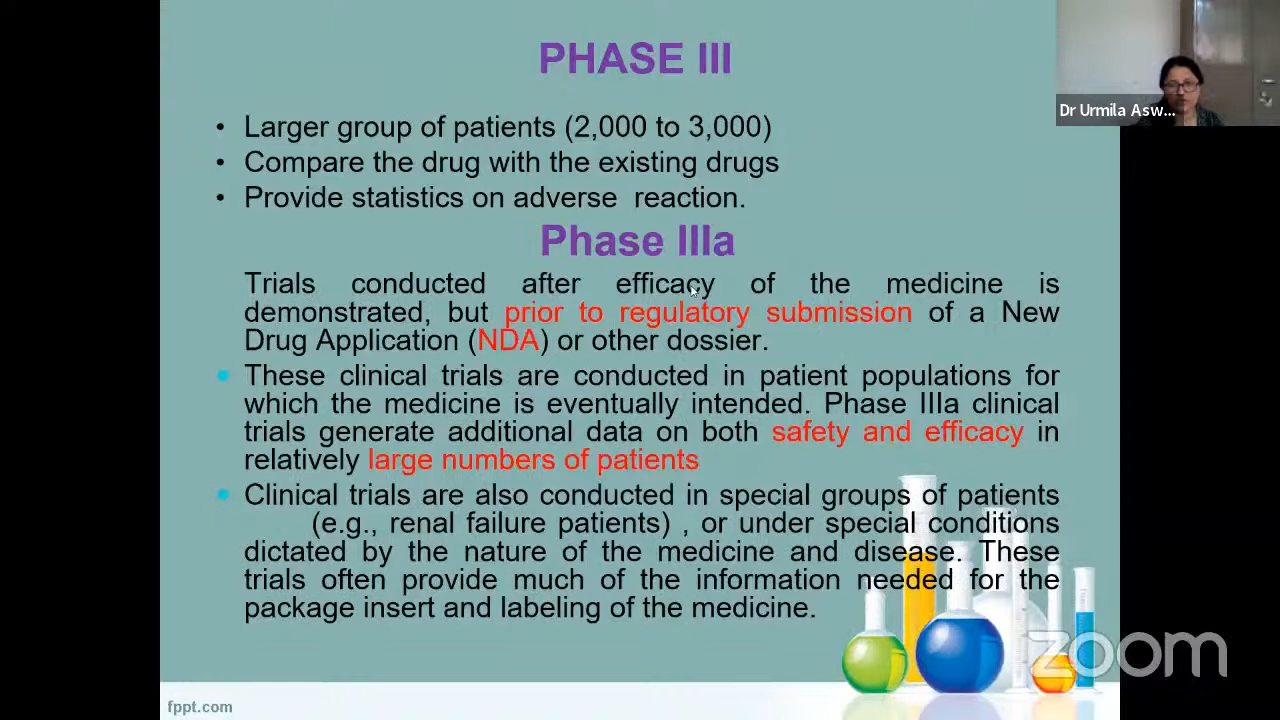 PHASE III
Dr Urmila Asw...
• Larger group of patients (2,000 to 3,000)
• Compare the drug with the existing drugs
• Provide statistics on adverse reaction.
Phase IIIa
Trials conducted after efficacy of the medicine is
demonstrated, but prior to regulatory submission of a New
Drug Application (NDA) or other dossier.
• These clinical trials are conducted in patient populations for
which the medicine is eventually intended. Phase IIIa clinical
trials generate additional data on both safety and efficacy in
relatively large numbers of patients
• Clinical trials are also conducted in special groups of patients
(e.g., renal failure patients) , or under special conditions
dictated by the nature of the medicine and disease. These
trials often provide much of the information needed for the
package insert and labeling of the medicine.
zoom
fppt.com